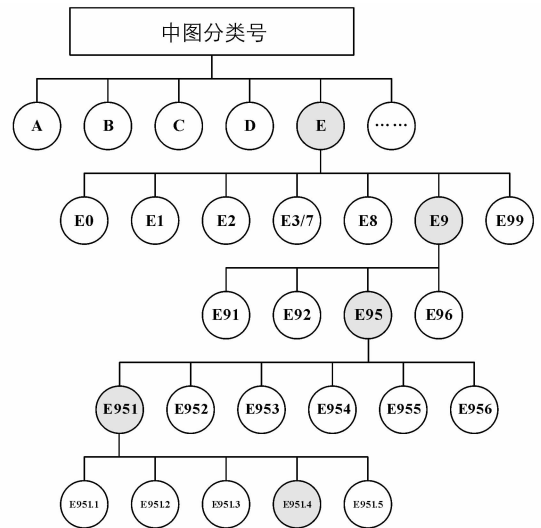 中图分类号
A B C D E ……
E0 E1 E2 E3/7 E8 E9 E99
E91 E92 E95 E96
E951 E952 E953 E954 E955 E956
E951.1 E951.2 E951.3 E951.4 E951.5